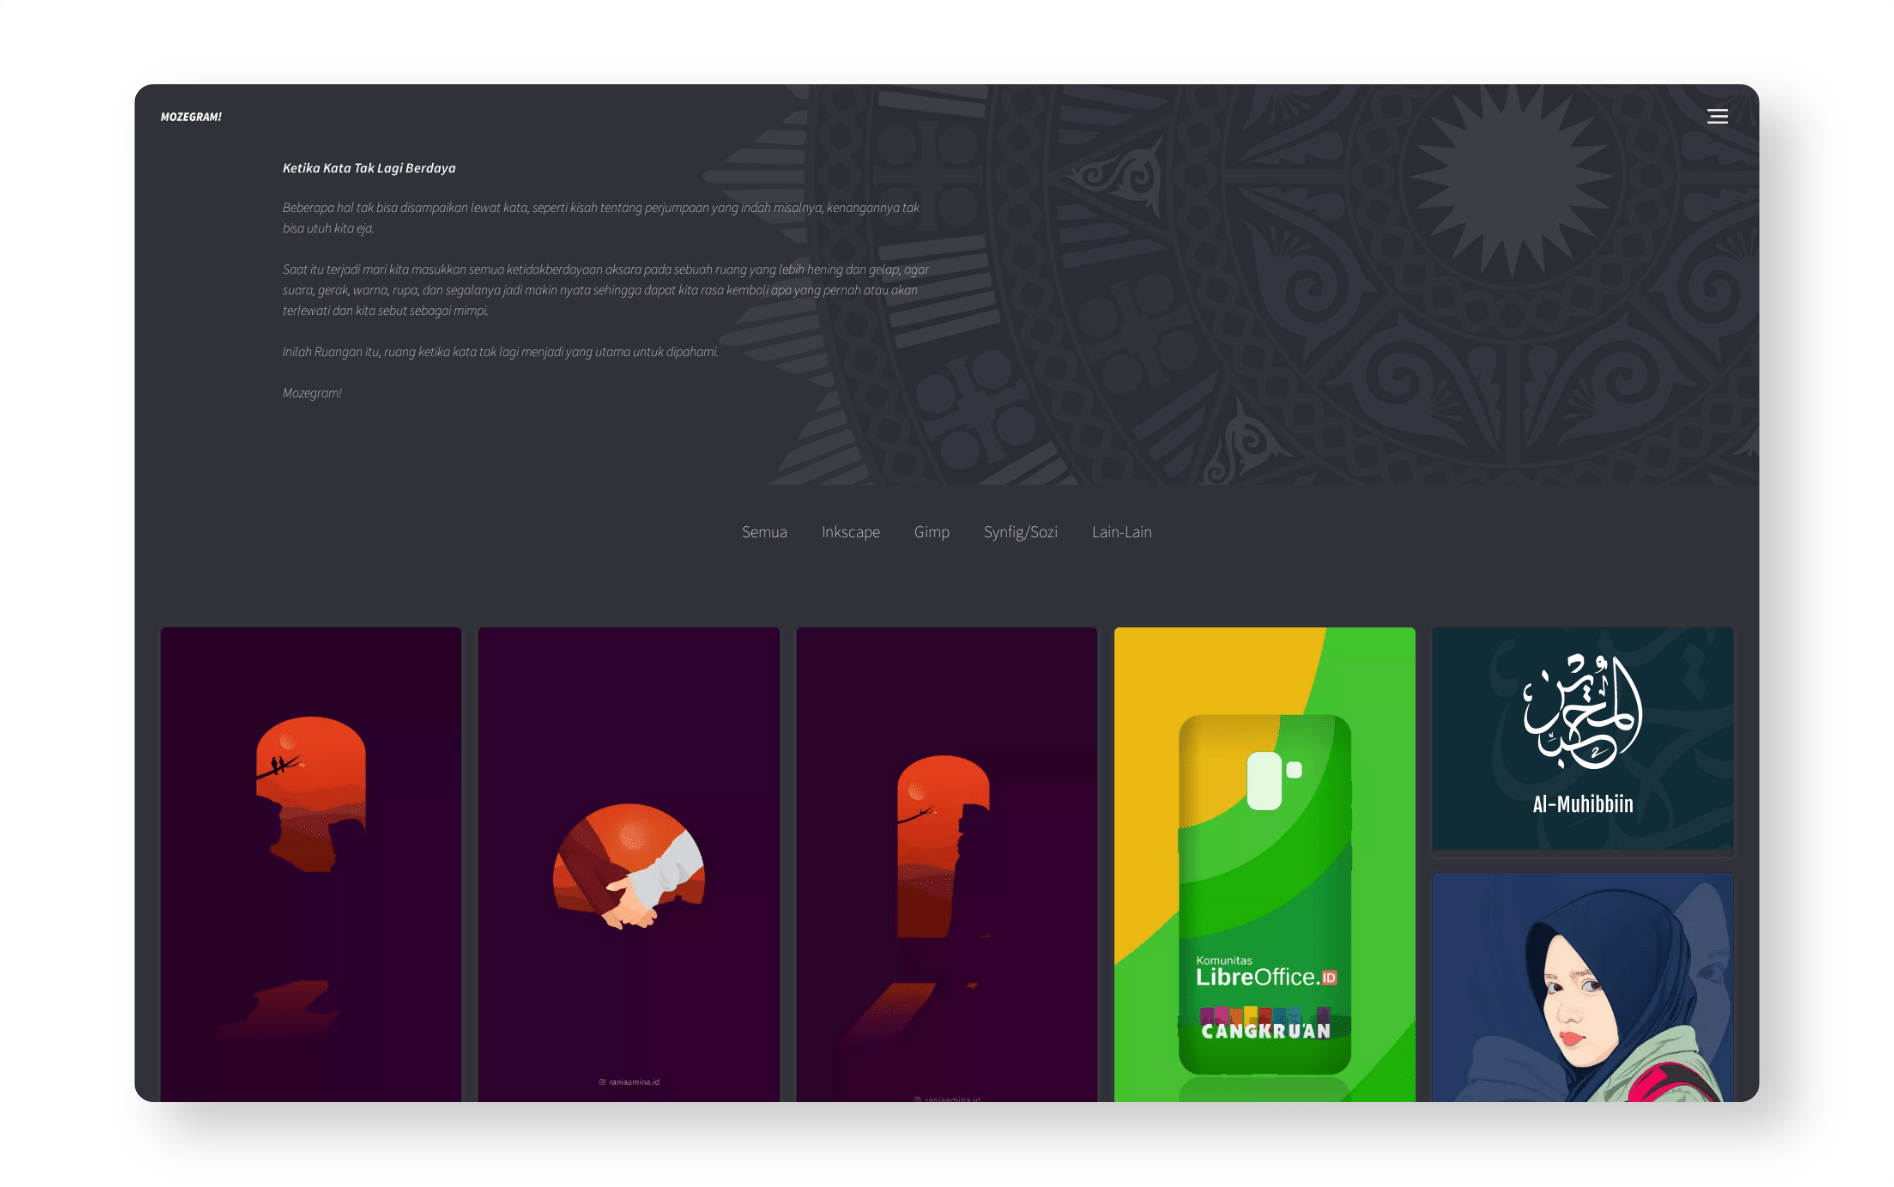 MOZEGRAM!
Ketika Kata Tak Lagi Berdaya
Beberapa hal tak bisa disampaikan lewat kata, seperti kisah tentang perjumpaan yang indah misalnya, kenangannya tak
bisa utuh kita eja.
Saat itu terjadi mari kita masukkan semua ketidakberdayaan aksara pada sebuah ruang yang lebih hening dan gelap, agar
suara, gerak, warna, rupa, dan segalanya jadi makin nyata sehingga dapat kita rasa kembali apa yang pernah atau akan
terlewati dan kita sebut sebagai mimpi.
Inilah Ruangan itu, ruang ketika kata tak lagi menjadi yang utama untuk dipahami.
Mozegram!
Semua Inkscape Gimp Synfig/Sozi Lain-Lain
raniaamina.id
raniaamina.id
Komunitas
LibreOffice.ID
CANGKRU'AN
المحبين
Al-Muhibbiin